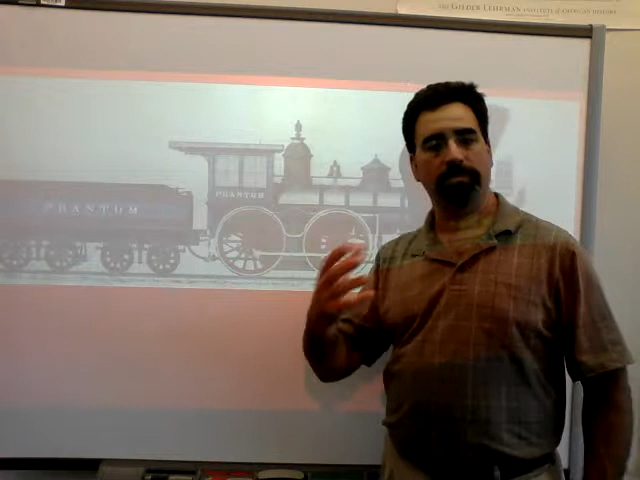 THE GILDER LEHRMAN INSTITUTE of AMERICAN HISTORY
PHANTOM
PHANTOM